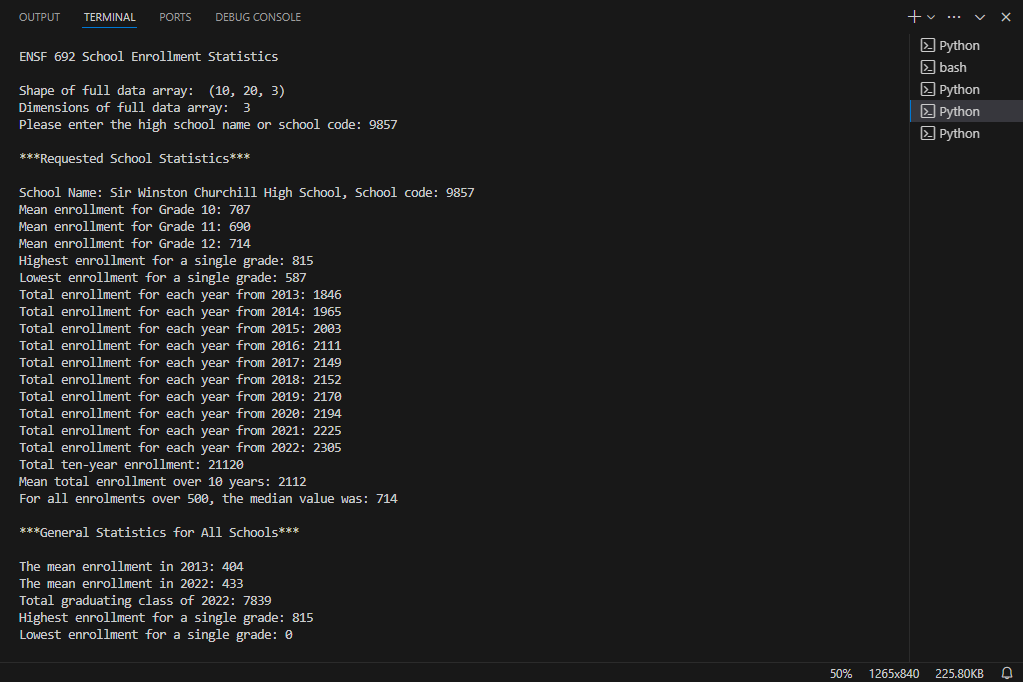 OUTPUT TERMINAL PORTS DEBUG CONSOLE
ENSF 692 School Enrollment Statistics
Shape of full data array:  (10, 20, 3)
Dimensions of full data array:  3
Please enter the high school name or school code: 9857
***Requested School Statistics***
School Name: Sir Winston Churchill High School, School code: 9857
Mean enrollment for Grade 10: 707
Mean enrollment for Grade 11: 690
Mean enrollment for Grade 12: 714
Highest enrollment for a single grade: 815
Lowest enrollment for a single grade: 587
Total enrollment for each year from 2013: 1846
Total enrollment for each year from 2014: 1965
Total enrollment for each year from 2015: 2003
Total enrollment for each year from 2016: 2111
Total enrollment for each year from 2017: 2149
Total enrollment for each year from 2018: 2152
Total enrollment for each year from 2019: 2170
Total enrollment for each year from 2020: 2194
Total enrollment for each year from 2021: 2225
Total enrollment for each year from 2022: 2305
Total ten-year enrollment: 21120
Mean total enrollment over 10 years: 2112
For all enrolments over 500, the median value was: 714
***General Statistics for All Schools***
The mean enrollment in 2013: 404
The mean enrollment in 2022: 433
Total graduating class of 2022: 7839
Highest enrollment for a single grade: 815
Lowest enrollment for a single grade: 0
Python
bash
Python
Python
Python
50% 1265x840 225.80KB